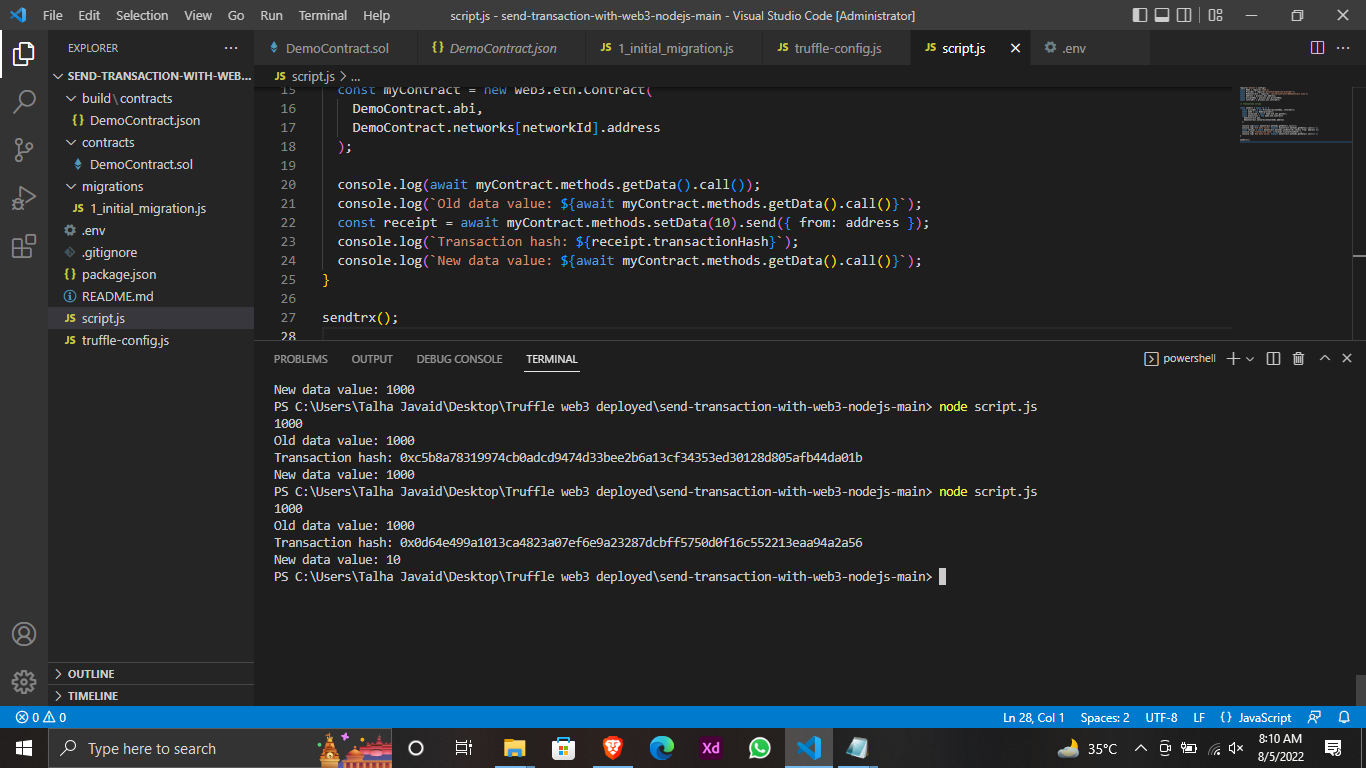 File Edit Selection View Go Run Terminal Help script.js - send-transaction-with-web3-nodejs-main - Visual Studio Code [Administrator]
EXPLORER ...
SEND-TRANSACTION-WITH-WEB...
build\contracts
{} DemoContract.json
contracts
DemoContract.sol
migrations
JS 1_initial_migration.js
.env
.gitignore
{} package.json
README.md
JS script.js
JS truffle-config.js
OUTLINE
TIMELINE
DemoContract.sol {} DemoContract.json JS 1_initial_migration.js JS truffle-config.js JS script.js .env
JS script.js > ...
15 const myContract = new web3.eth.Contract(
16 DemoContract.abi,
17 DemoContract.networks[networkId].address
18 );
19
20 console.log(await myContract.methods.getData().call());
21 console.log(`Old data value: ${await myContract.methods.getData().call()}`);
22 const receipt = await myContract.methods.setData(10).send({ from: address });
23 console.log(`Transaction hash: ${receipt.transactionHash}`);
24 console.log(`New data value: ${await myContract.methods.getData().call()}`);
25 }
26
27 sendtrx();
28
PROBLEMS OUTPUT DEBUG CONSOLE TERMINAL powershell
New data value: 1000
PS C:\Users\Talha Javaid\Desktop\Truffle web3 deployed\send-transaction-with-web3-nodejs-main> node script.js
1000
Old data value: 1000
Transaction hash: 0xc5b8a78319974cb0adcd9474d33bee2b6a13cf34353ed30128d805afb44da01b
New data value: 1000
PS C:\Users\Talha Javaid\Desktop\Truffle web3 deployed\send-transaction-with-web3-nodejs-main> node script.js
1000
Old data value: 1000
Transaction hash: 0x0d64e499a1013ca4823a07ef6e9a23287dcbff5750d0f16c552213eaa94a2a56
New data value: 10
PS C:\Users\Talha Javaid\Desktop\Truffle web3 deployed\send-transaction-with-web3-nodejs-main>
0 0 Ln 28, Col 1 Spaces: 2 UTF-8 LF {} JavaScript
Type here to search Xd 35°C 8:10 AM
8/5/2022